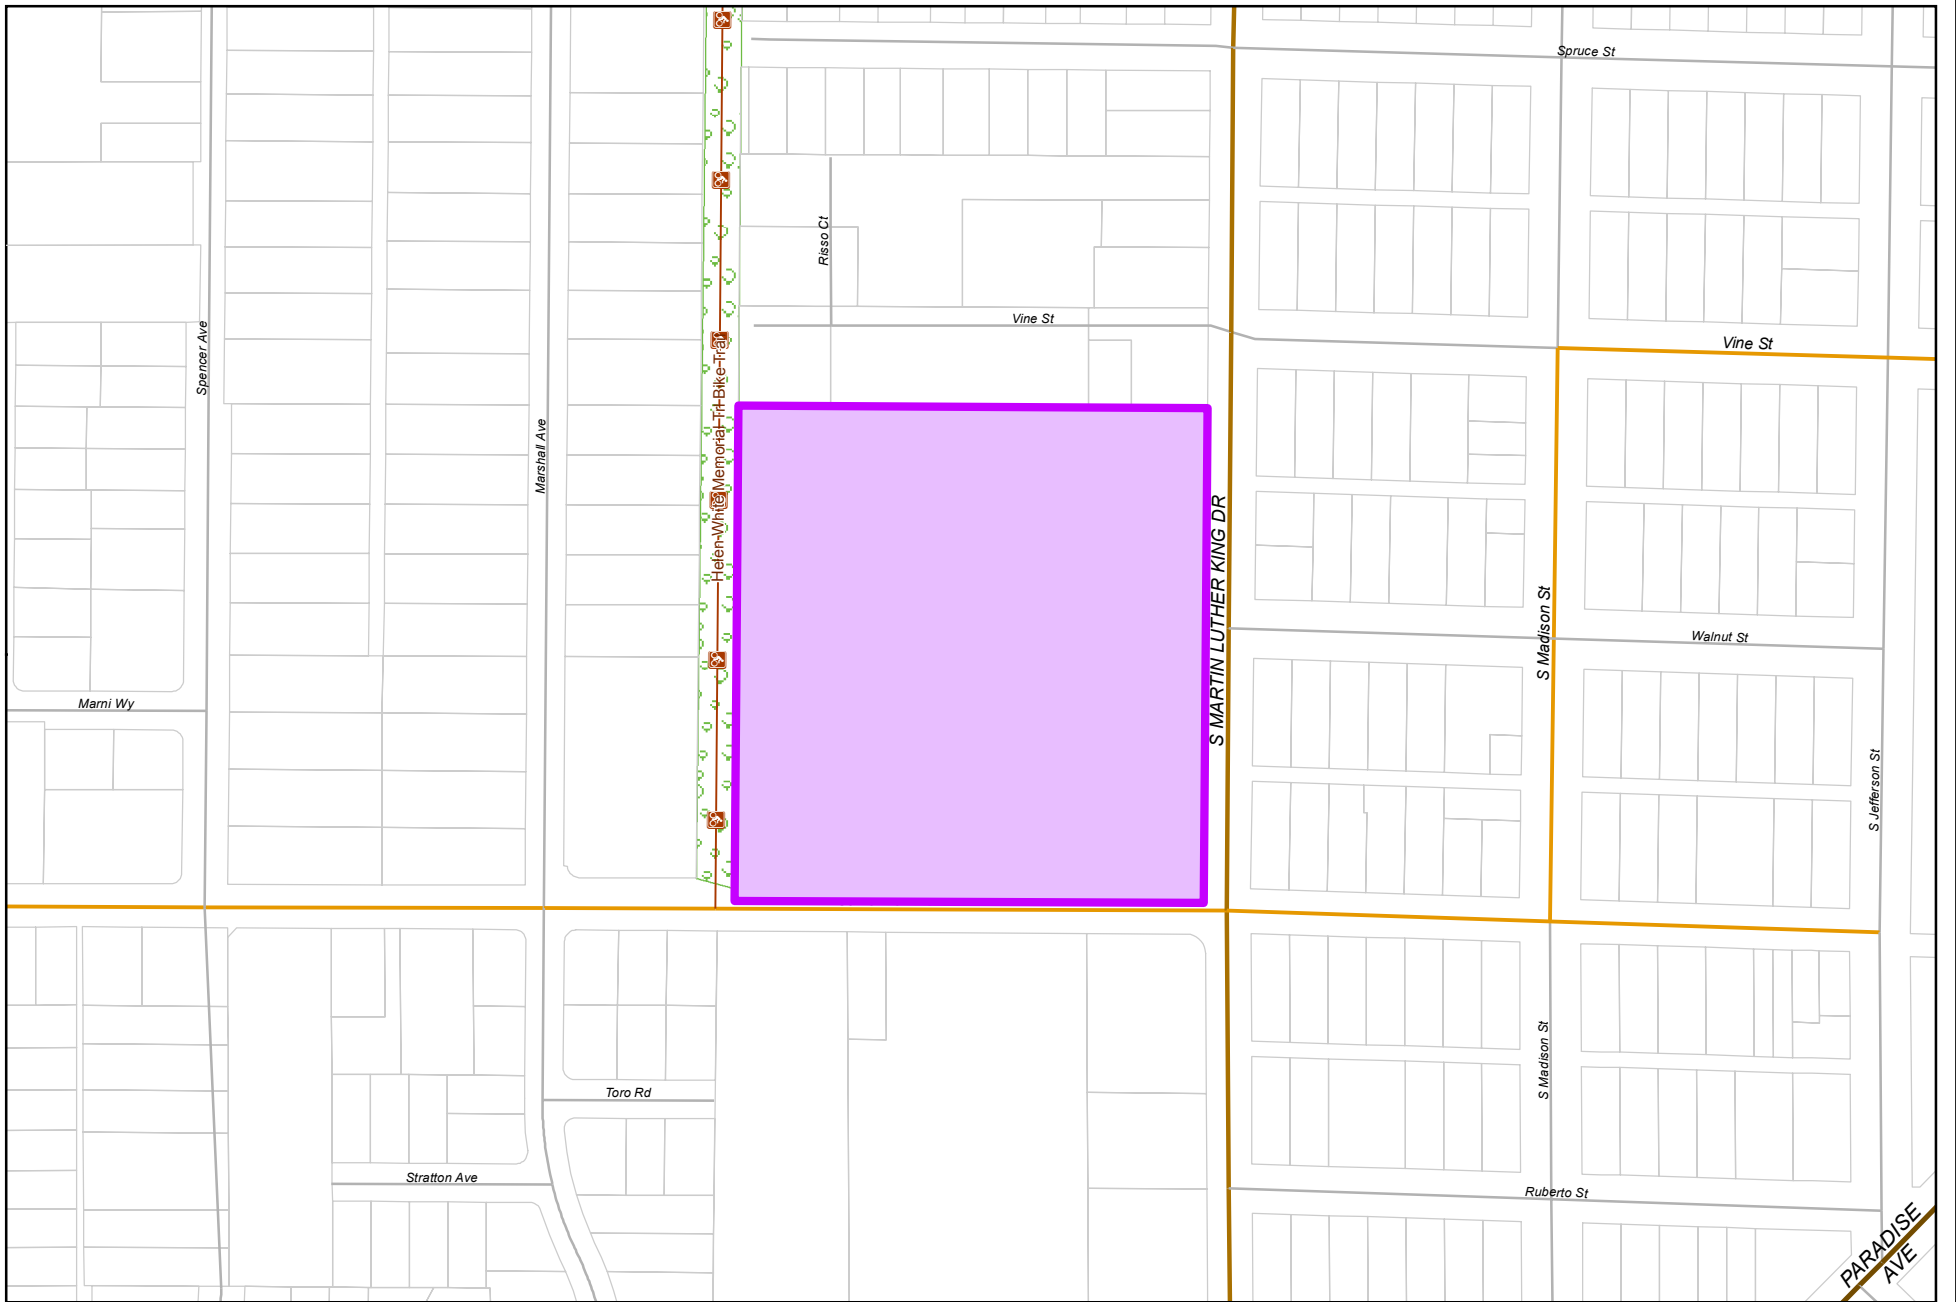 Spruce St
Risso Ct
Vine St
Vine St
Spencer Ave
Marshall Ave
Helen White Memorial Tri Bike Trail
S MARTIN LUTHER KING DR
S Madison St
Walnut St
Marni Wy
S Jefferson St
S Madison St
Toro Rd
Stratton Ave
Ruberto St
PARADISE
AVE